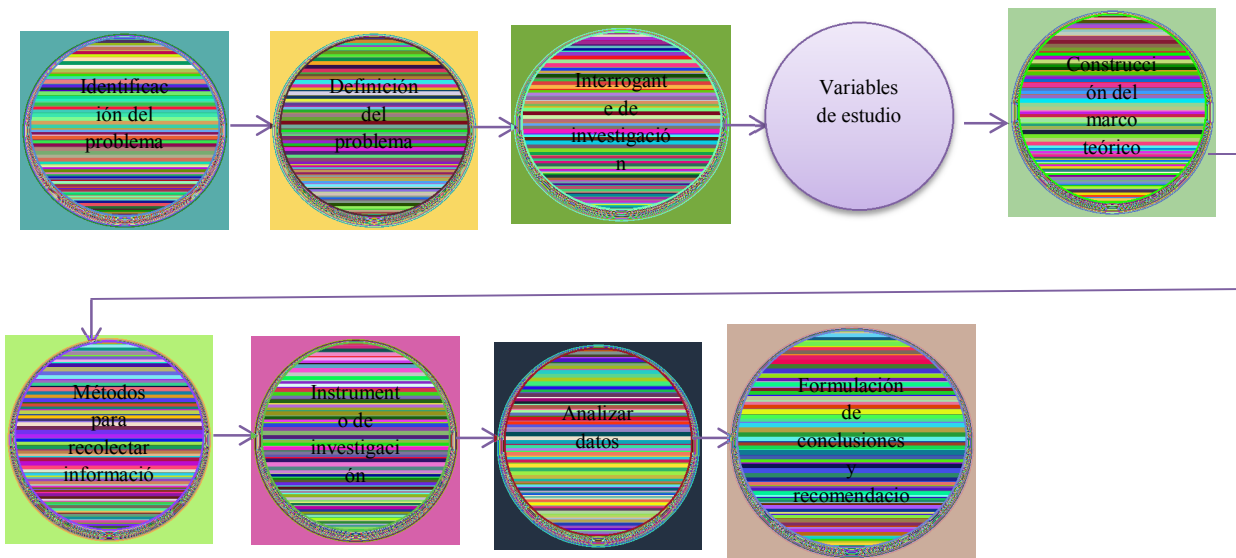 Identificac
ión del
problema
Definición
del
problema
Interrogant
e de
investigació
n
Variables
de estudio
Construcci
ón del
marco
teórico
Métodos
para
recolectar
informació
Instrument
o de
investigaci
ón
Analizar
datos
Formulación
de
conclusiones
y
recomendacio